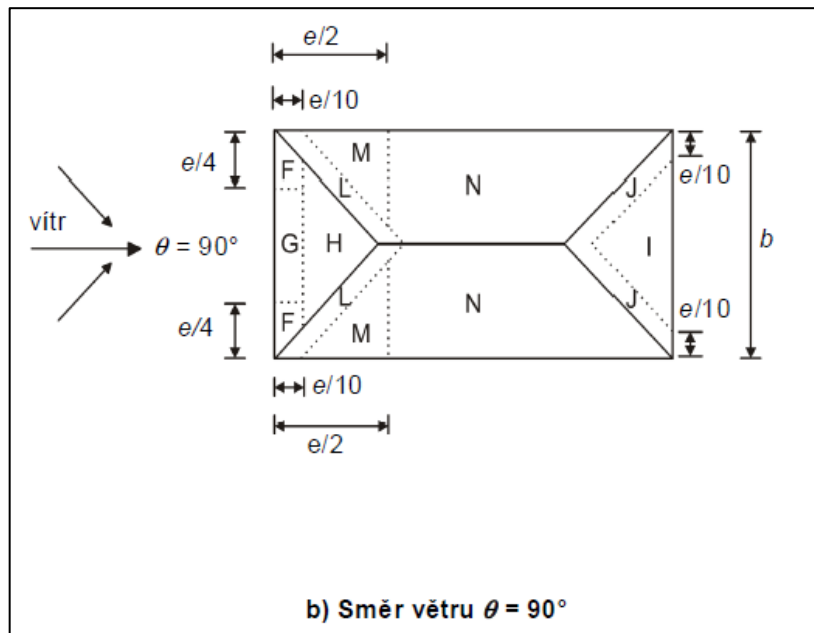 e/2
e/10
e/4
F
M
L
N
J
e/10
vítr
θ = 90°
G
H
I
b
e/4
F
L
M
N
J
e/10
e/10
e/2
b) Směr větru θ = 90°